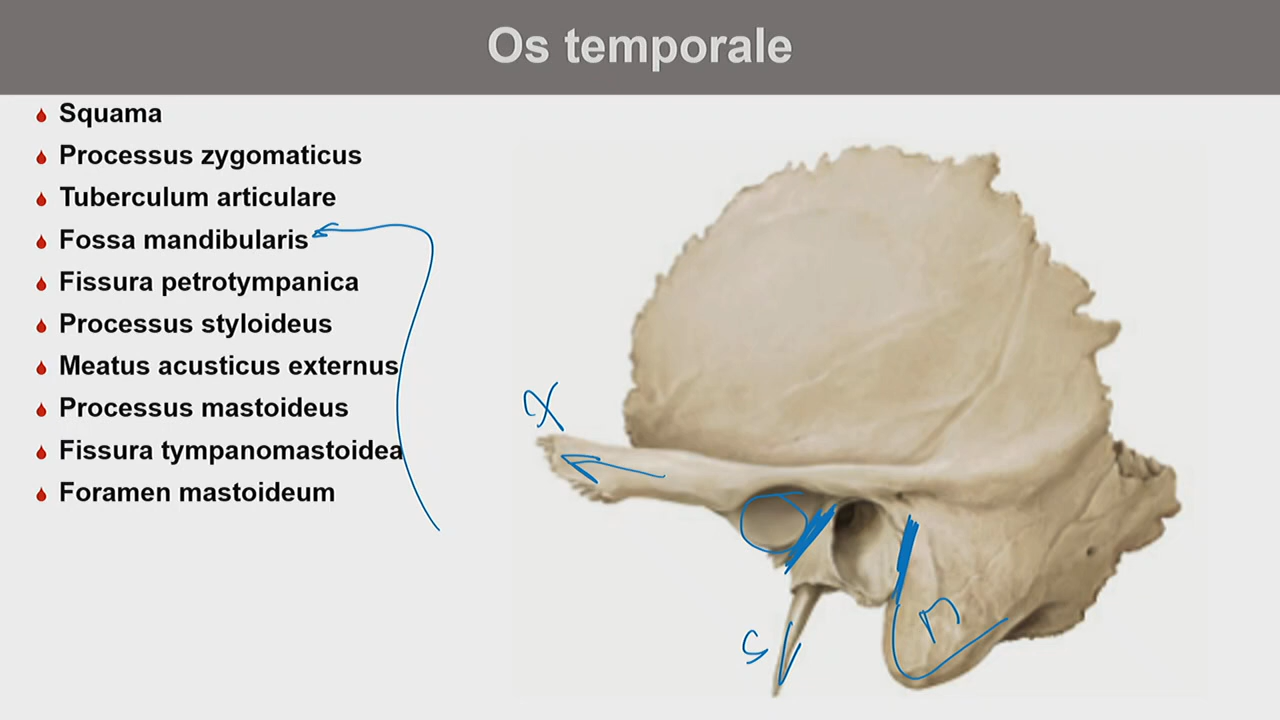 Os temporale
Squama
Processus zygomaticus
Tuberculum articulare
Fossa mandibularis
Fissura petrotympanica
Processus styloideus
Meatus acusticus externus
Processus mastoideus
Fissura tympanomastoidea
Foramen mastoideum
S